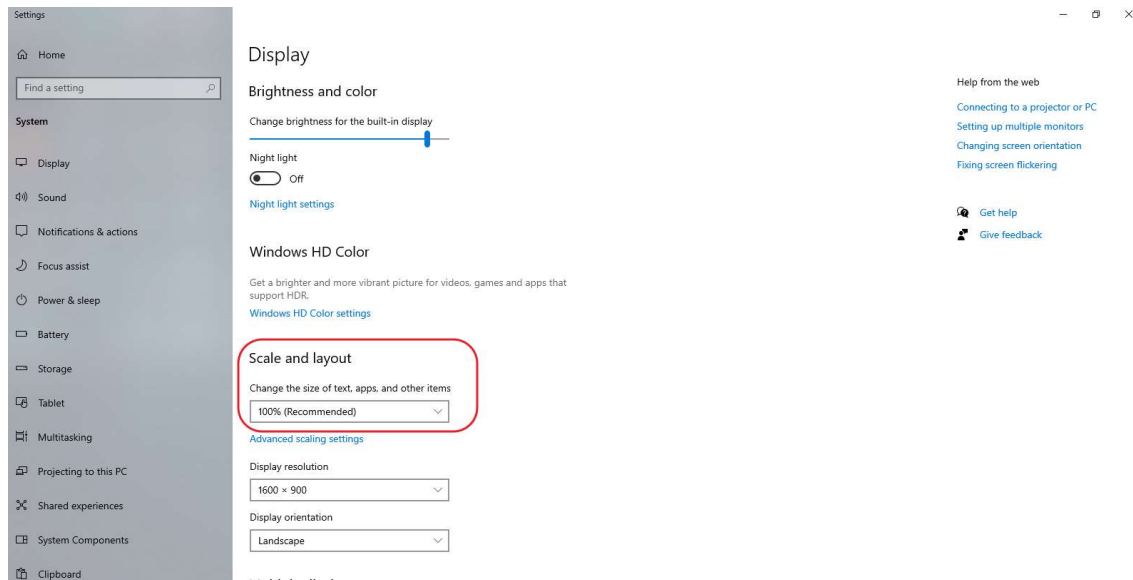 Settings
Home
Find a setting
System
Display
Sound
Notifications & actions
Focus assist
Power & sleep
Battery
Storage
Tablet
Multitasking
Projecting to this PC
Shared experiences
System Components
Clipboard
Display
Brightness and color
Change brightness for the built-in display
Night light
Off
Night light settings
Windows HD Color
Get a brighter and more vibrant picture for videos, games and apps that
support HDR.
Windows HD Color settings
Scale and layout
Change the size of text, apps, and other items
100% (Recommended)
Advanced scaling settings
Display resolution
1600 × 900
Display orientation
Landscape
Help from the web
Connecting to a projector or PC
Setting up multiple monitors
Changing screen orientation
Fixing screen flickering
Get help
Give feedback